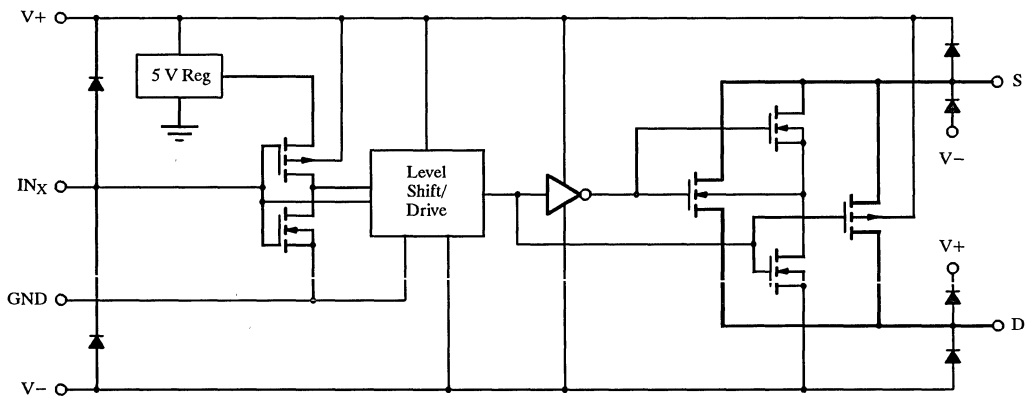 V+
5 V Reg
S
V−
INX
Level
Shift/
Drive
V+
GND
D
V−